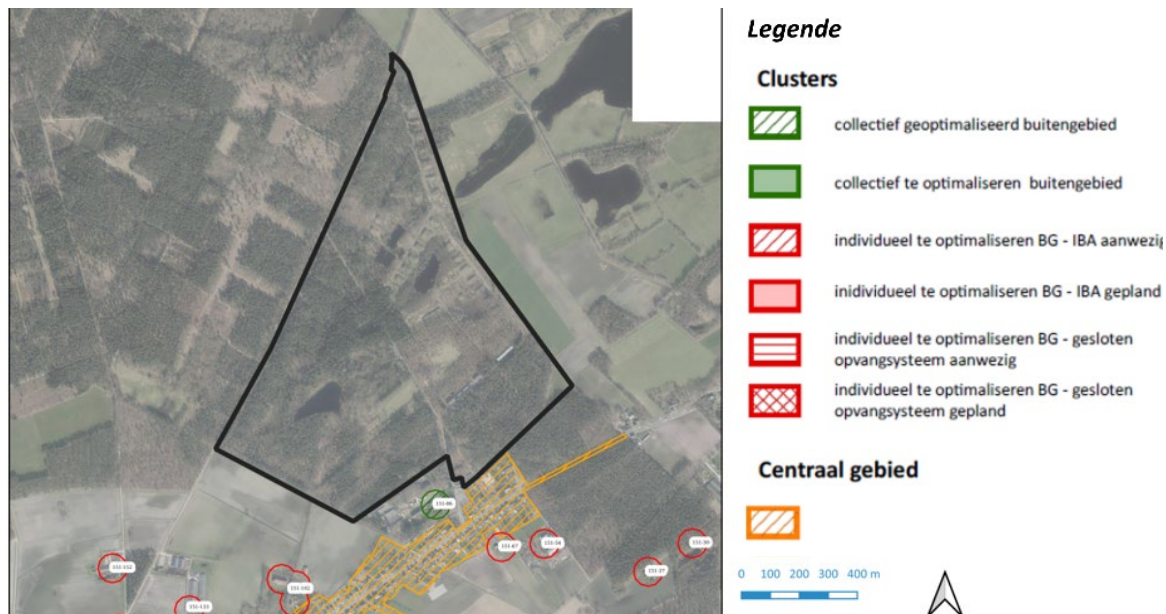 Legende
Clusters
collectief geoptimaliseerd buitengebied
collectief te optimaliseren buitengebied
individueel te optimaliseren BG - IBA aanwezig
inidividueel te optimaliseren BG - IBA gepland
individueel te optimaliseren BG - gesloten
opvangsysteem aanwezig
individueel te optimaliseren BG - gesloten
opvangsysteem gepland
Centraal gebied
0 100 200 300 400 m
151-67